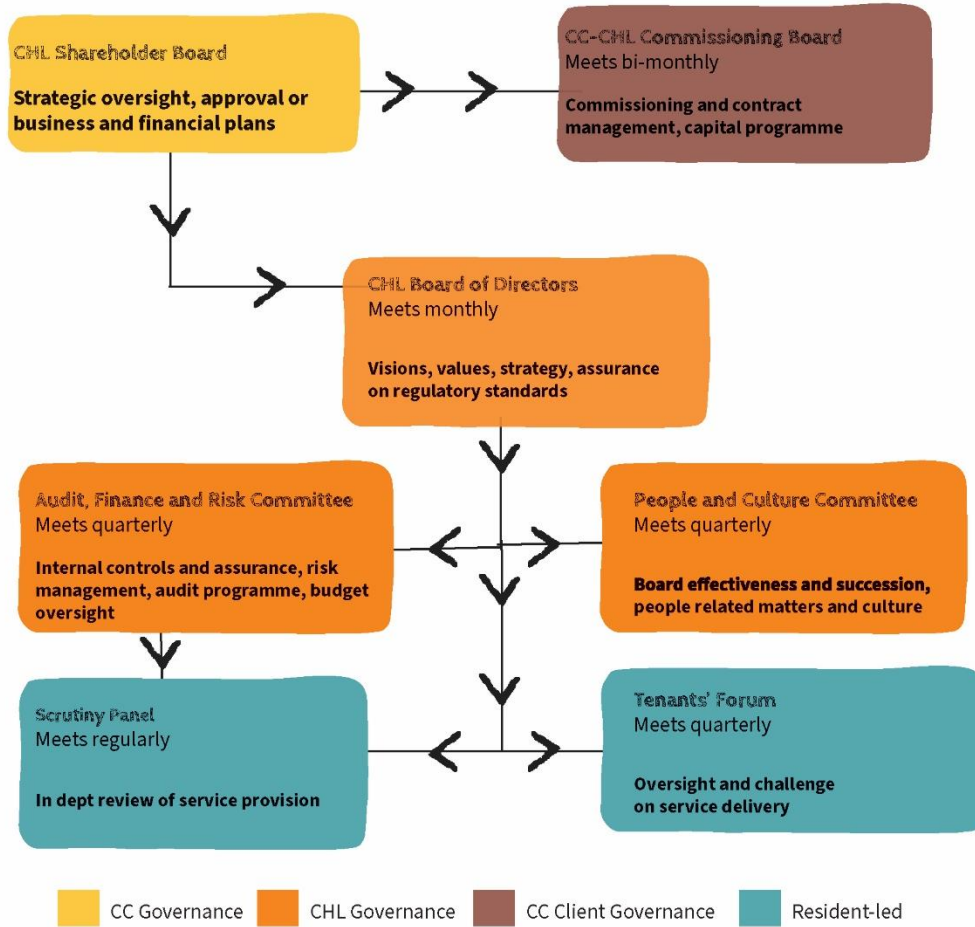 CHL Shareholder Board
Strategic oversight, approval or
business and financial plans
CC-CHL Commissioning Board
Meets bi-monthly
Commissioning and contract
management, capital programme
CHL Board of Directors
Meets monthly
Visions, values, strategy, assurance
on regulatory standards
Audit, Finance and Risk Committee
Meets quarterly
Internal controls and assurance, risk
management, audit programme, budget
oversight
People and Culture Committee
Meets quarterly
Board effectiveness and succession,
people related matters and culture
Scrutiny Panel
Meets regularly
In dept review of service provision
Tenants' Forum
Meets quarterly
Oversight and challenge
on service delivery
CC Governance
CHL Governance
CC Client Governance
Resident-led